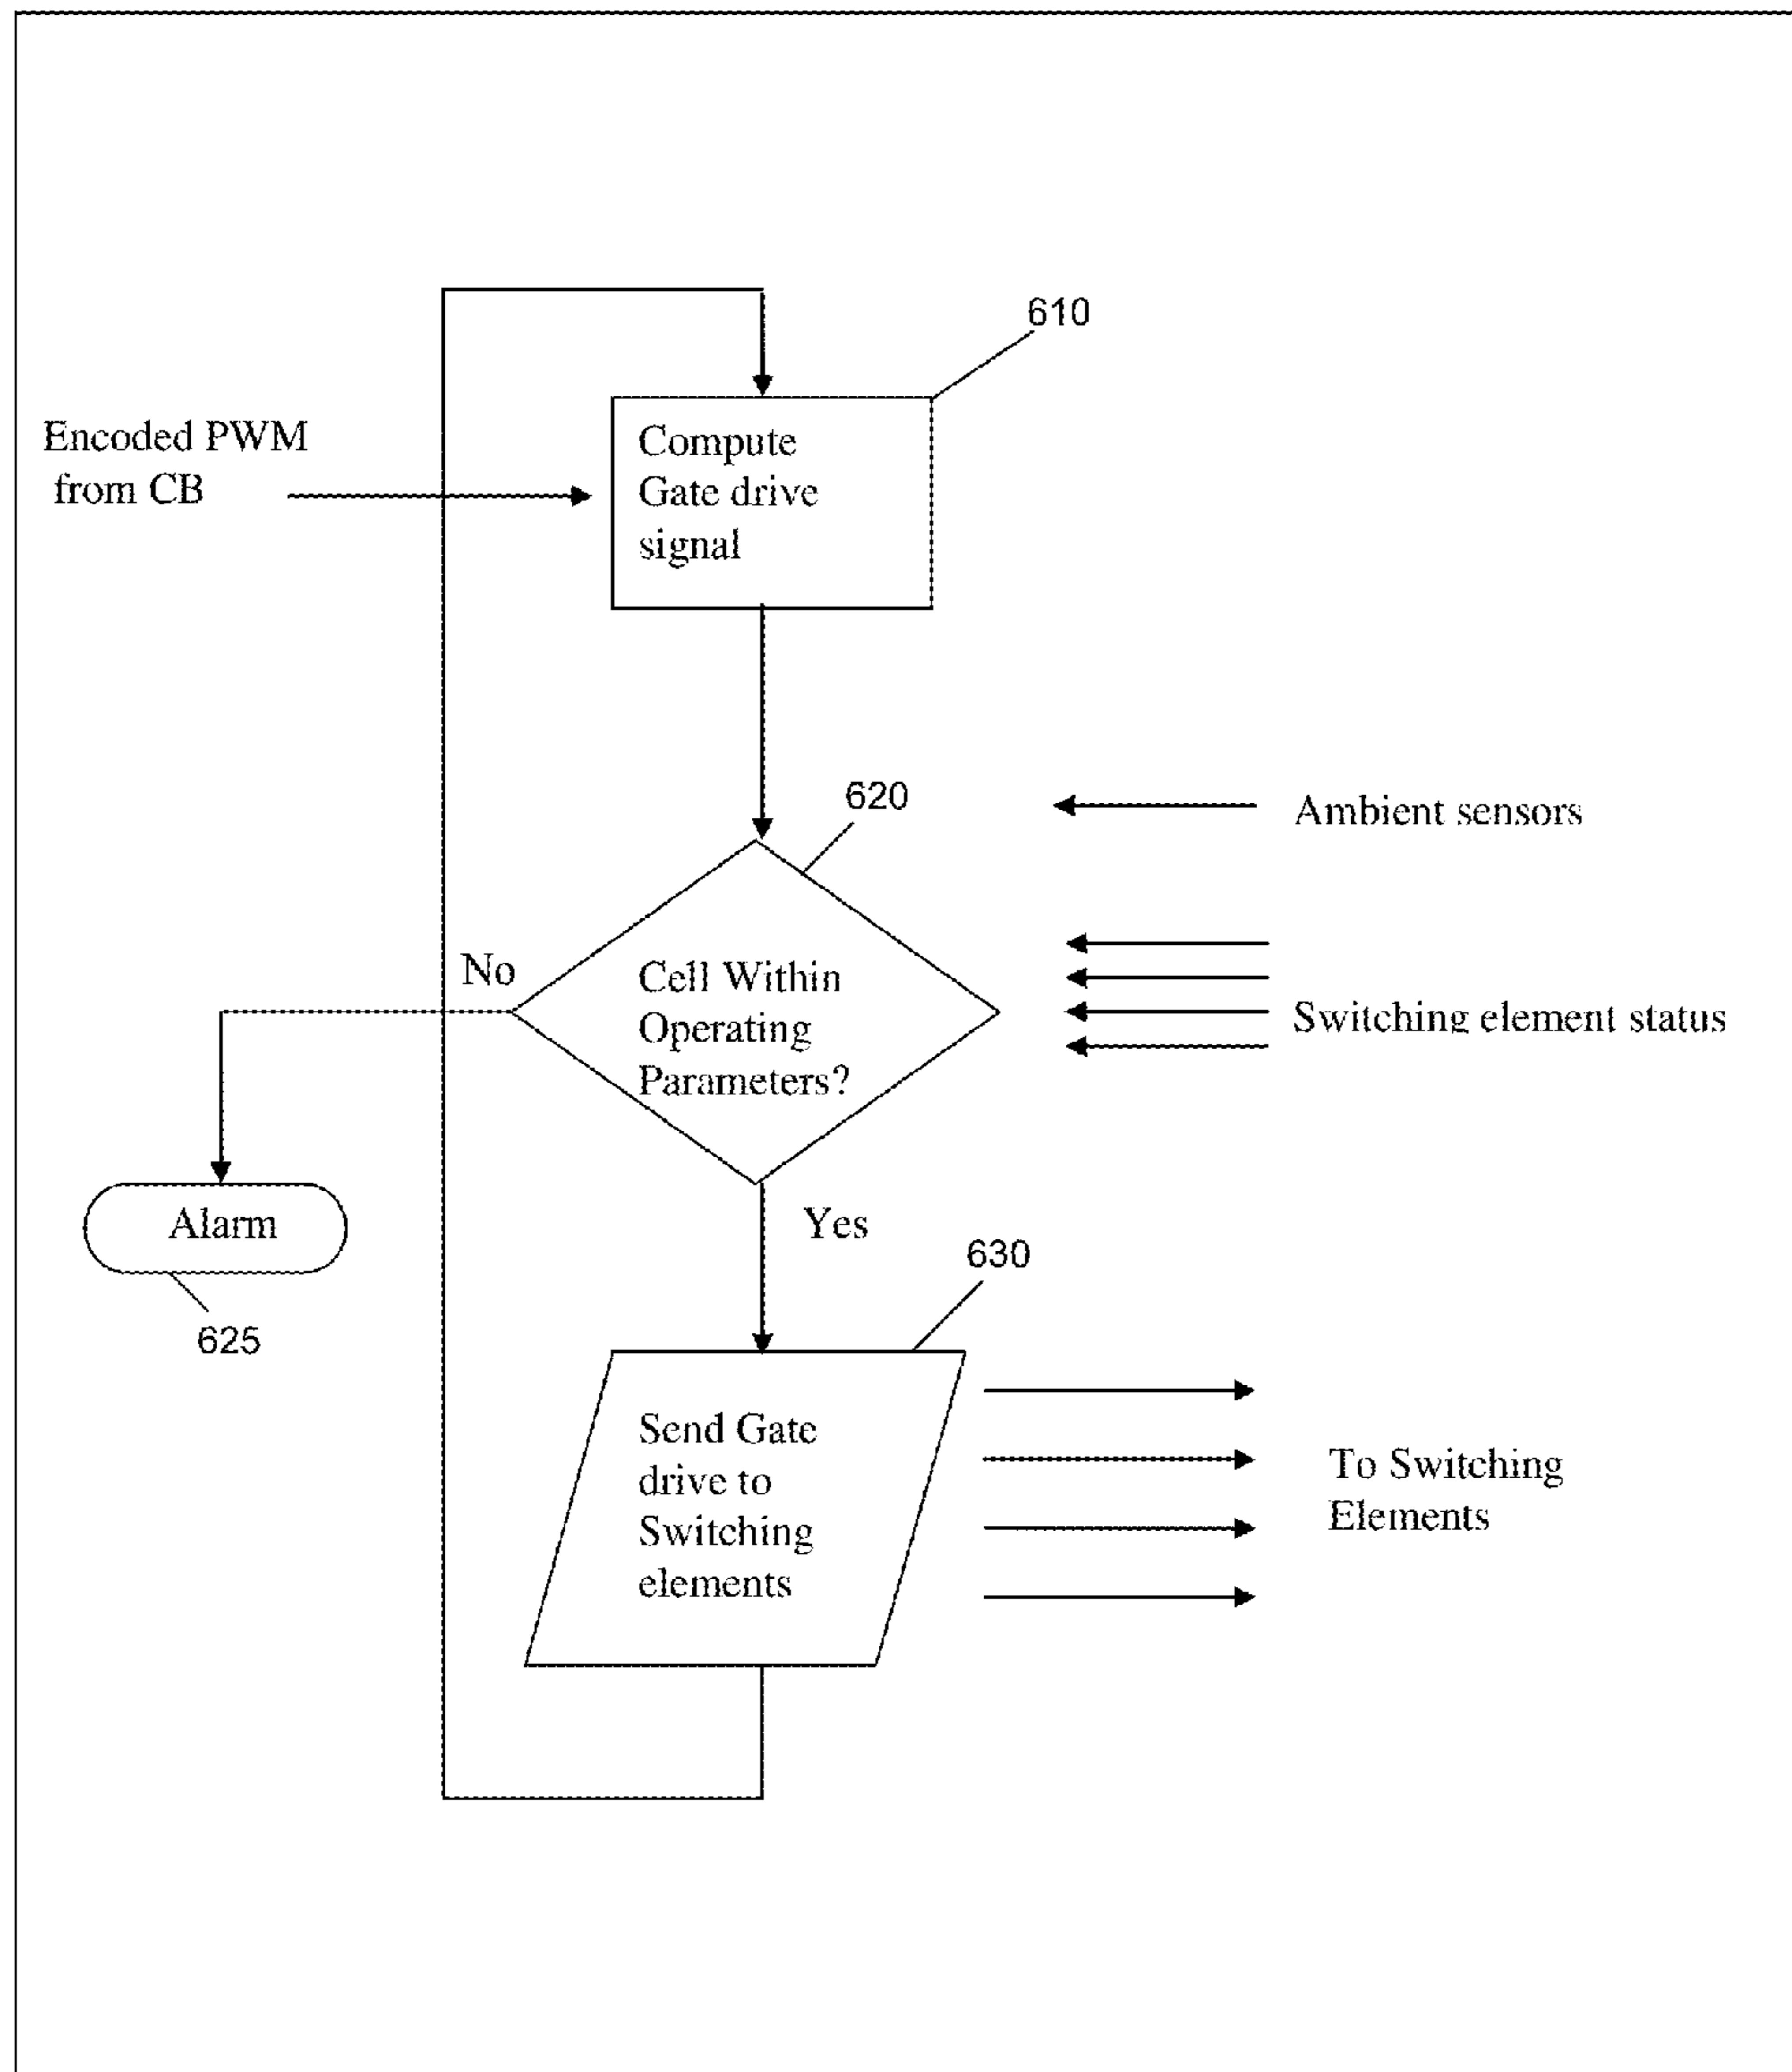 610
Encoded PWM
from CB
Compute
Gate drive
signal
620
Ambient sensors
No
Cell Within
Operating
Parameters?
Switching element status
Alarm
Yes
625
630
Send Gate
drive to
Switching
elements
To Switching
Elements